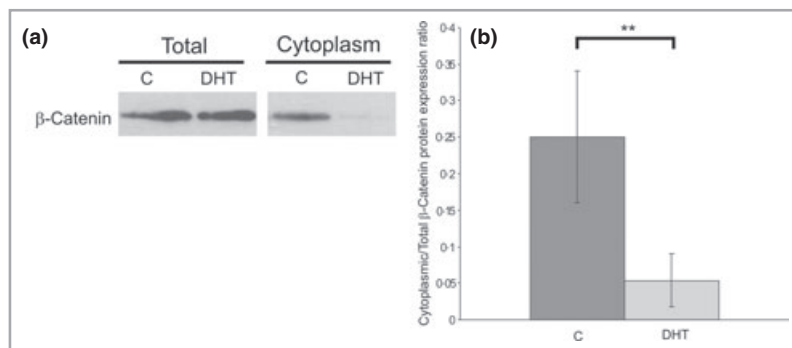 (a)
Total Cytoplasm
C DHT C DHT
β-Catenin
(b)
Cytoplasmic/Total β-Catenin protein expression ratio
0·4
0·35
0·3
0·25
0·2
0·15
0·1
0·05
0
**
C DHT